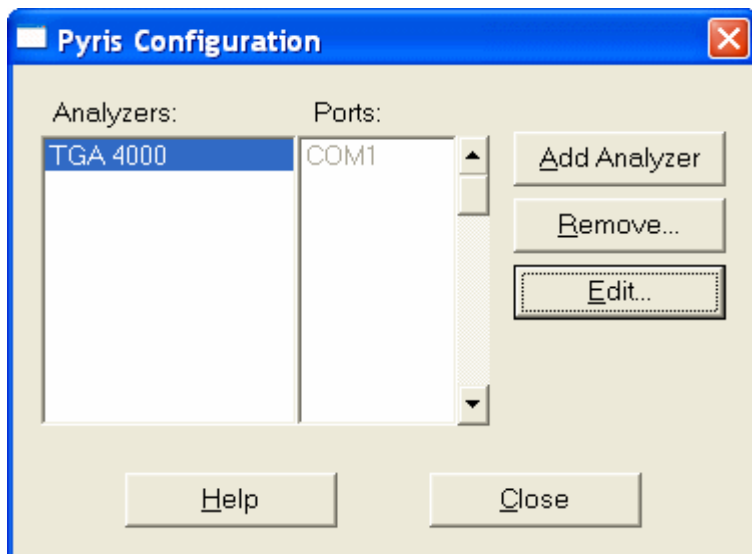 Pyris Configuration
Analyzers: Ports:
TGA 4000 COM1
Add Analyzer
Remove...
Edit...
Help Close